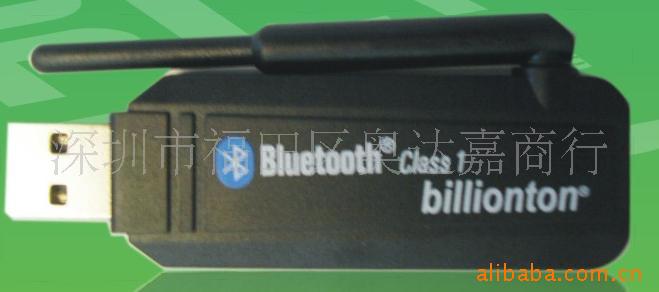 深圳市福田区奥达嘉商行
Bluetooth® Class 1
billionton®
alibaba.com.cn